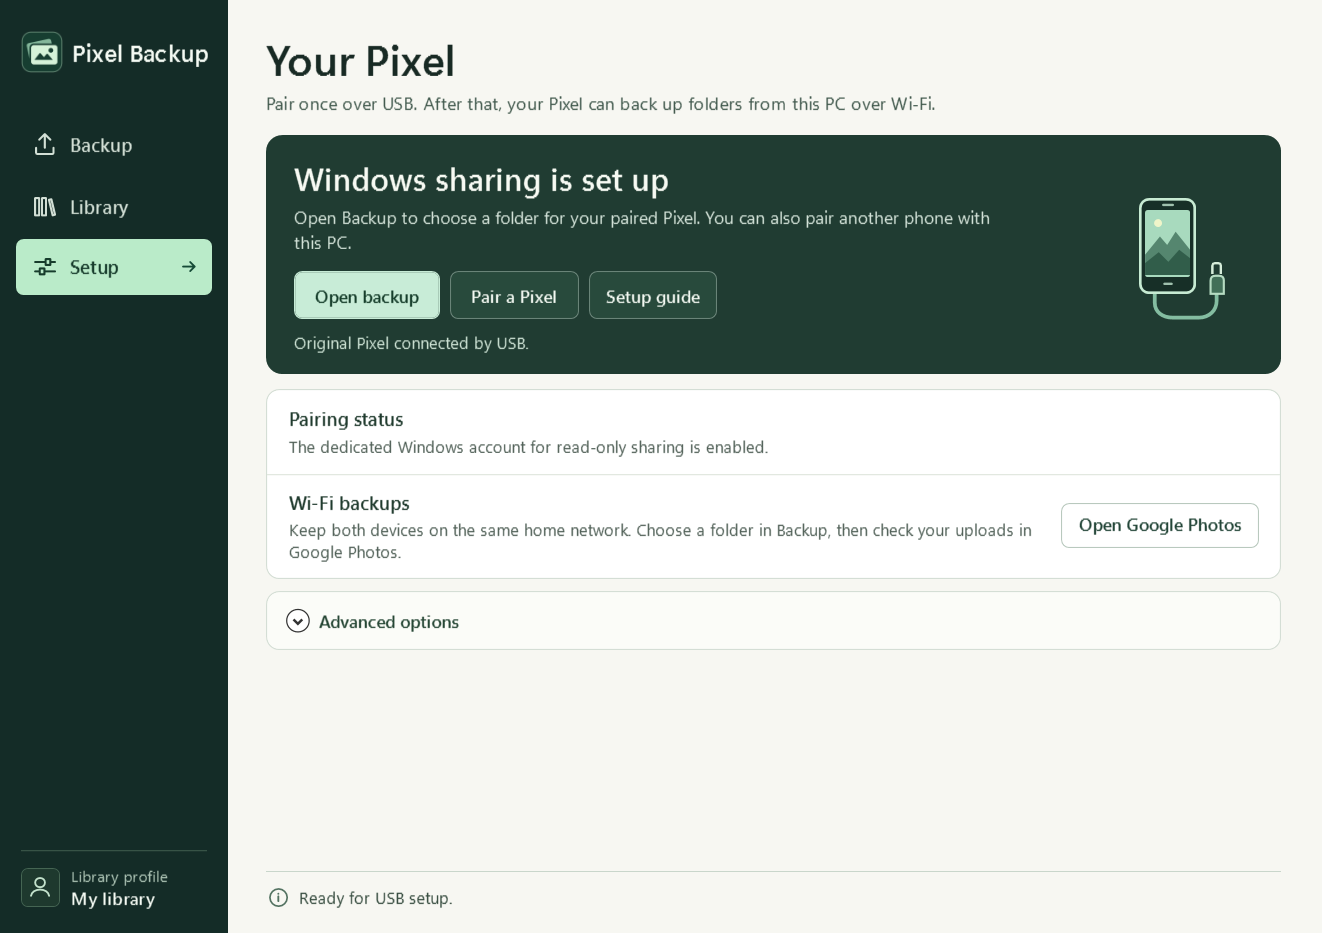 Pixel Backup
Backup
Library
Setup
Library profile
My library
Your Pixel
Pair once over USB. After that, your Pixel can back up folders from this PC over Wi-Fi.
Windows sharing is set up
Open Backup to choose a folder for your paired Pixel. You can also pair another phone with
this PC.
Open backup
Pair a Pixel
Setup guide
Original Pixel connected by USB.
Pairing status
The dedicated Windows account for read-only sharing is enabled.
Wi-Fi backups
Keep both devices on the same home network. Choose a folder in Backup, then check your uploads in
Google Photos.
Open Google Photos
Advanced options
Ready for USB setup.